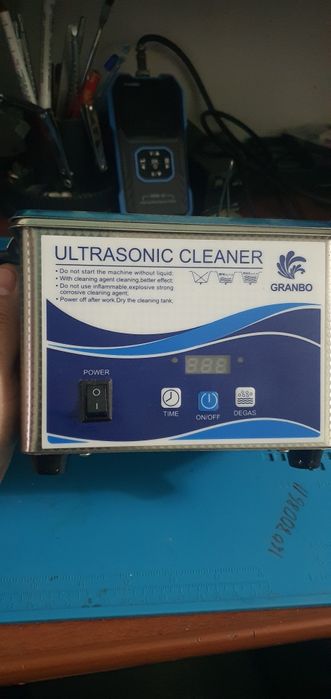 ULTRASONIC CLEANER
• Do not start the machine without liquid;
• With cleaning agent cleaning,better effect;
• Do not use inflammable,explosive strong
corrosive cleaning agent;
• Power off after work,Dry the cleaning tank;
GRANBO
POWER
TIME
ON/OFF
DEGAS